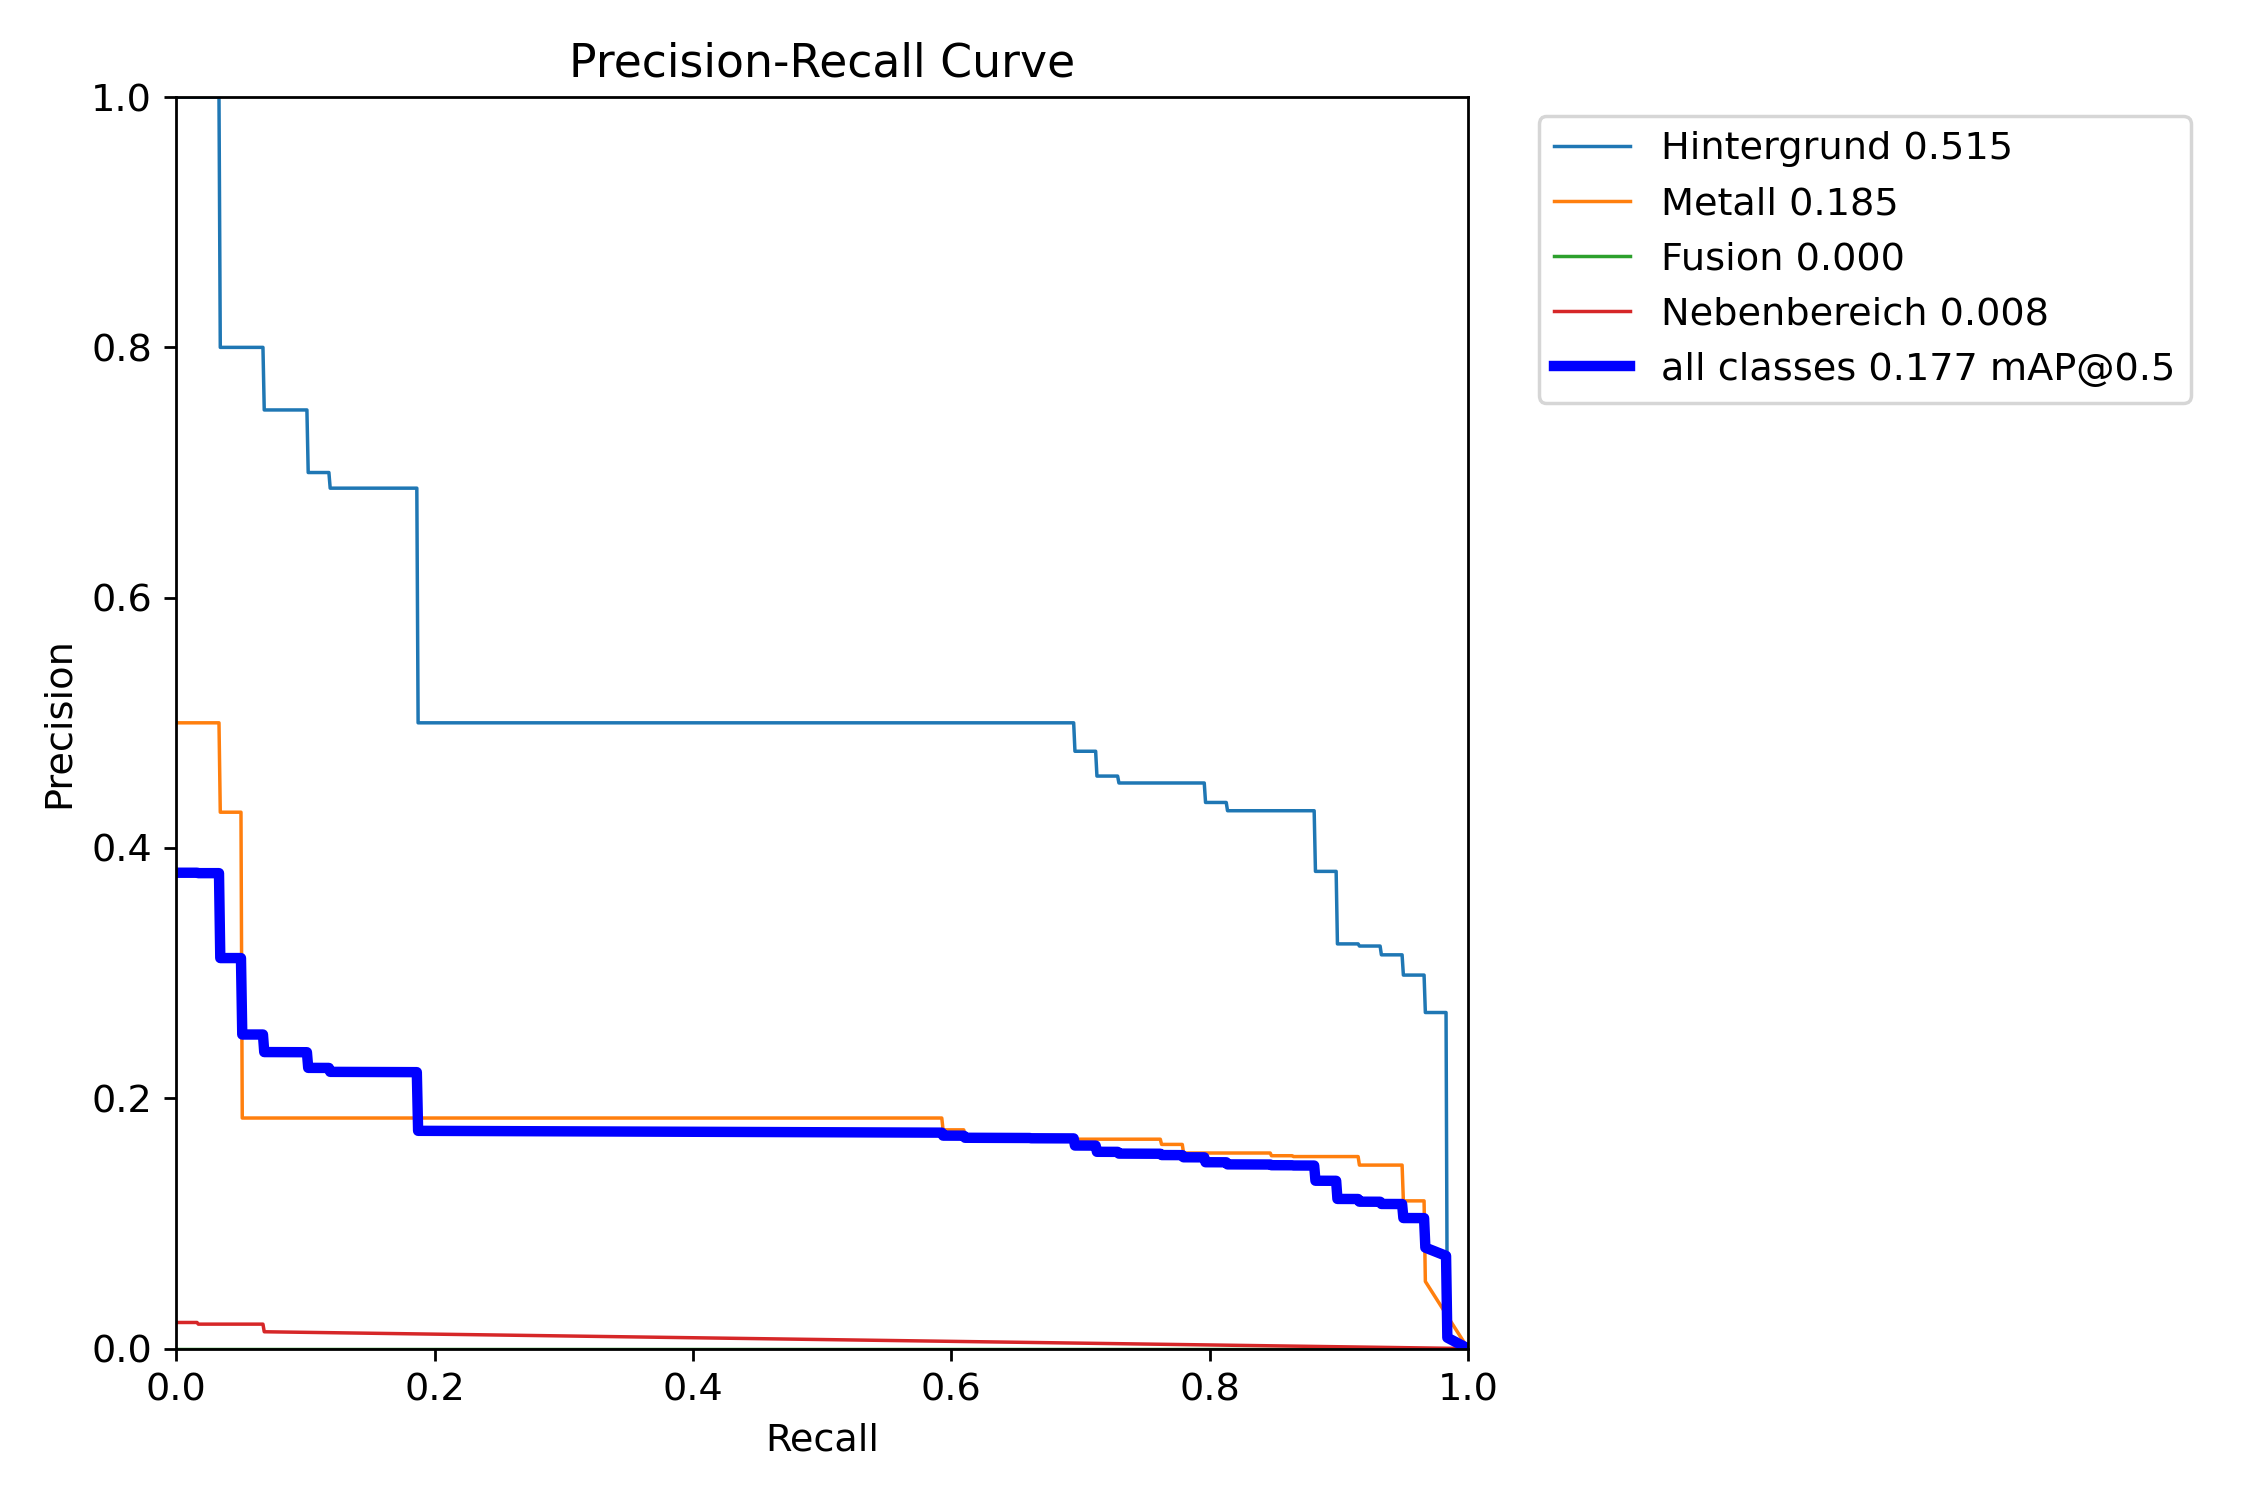 Precision-Recall Curve
1.0
0.8
0.6
0.4
0.2
0.0
Precision
0.0 0.2 0.4 0.6 0.8 1.0
Recall
Hintergrund 0.515
Metall 0.185
Fusion 0.000
Nebenbereich 0.008
all classes 0.177 mAP@0.5